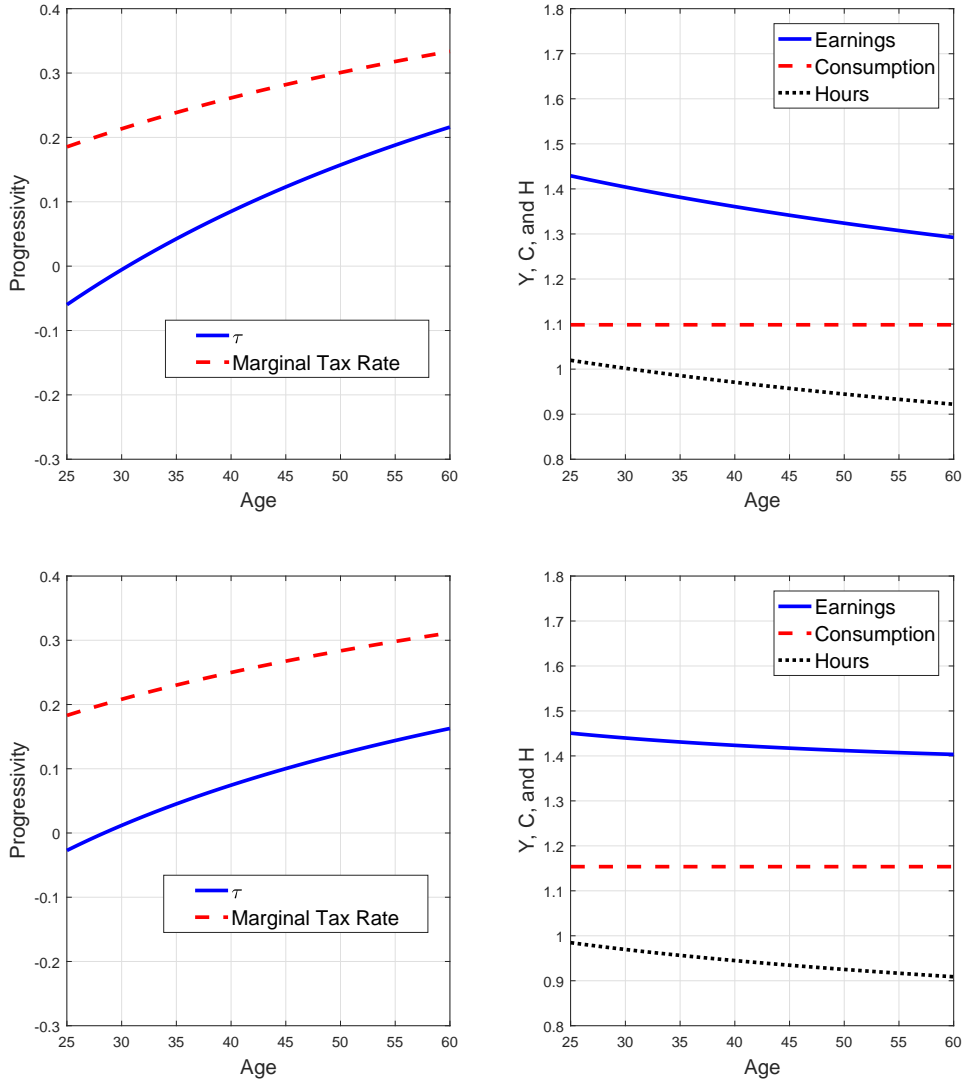 0.4
0.3
0.2
0.1
0
-0.1
-0.2
-0.3
Progressivity
τ
Marginal Tax Rate
25 30 35 40 45 50 55 60
Age
1.8
1.7
1.6
1.5
1.4
1.3
1.2
1.1
1
0.9
0.8
Y, C, and H
Earnings
Consumption
Hours
25 30 35 40 45 50 55 60
Age
0.4
0.3
0.2
0.1
0
-0.1
-0.2
-0.3
Progressivity
τ
Marginal Tax Rate
25 30 35 40 45 50 55 60
Age
1.8
1.7
1.6
1.5
1.4
1.3
1.2
1.1
1
0.9
0.8
Y, C, and H
Earnings
Consumption
Hours
25 30 35 40 45 50 55 60
Age